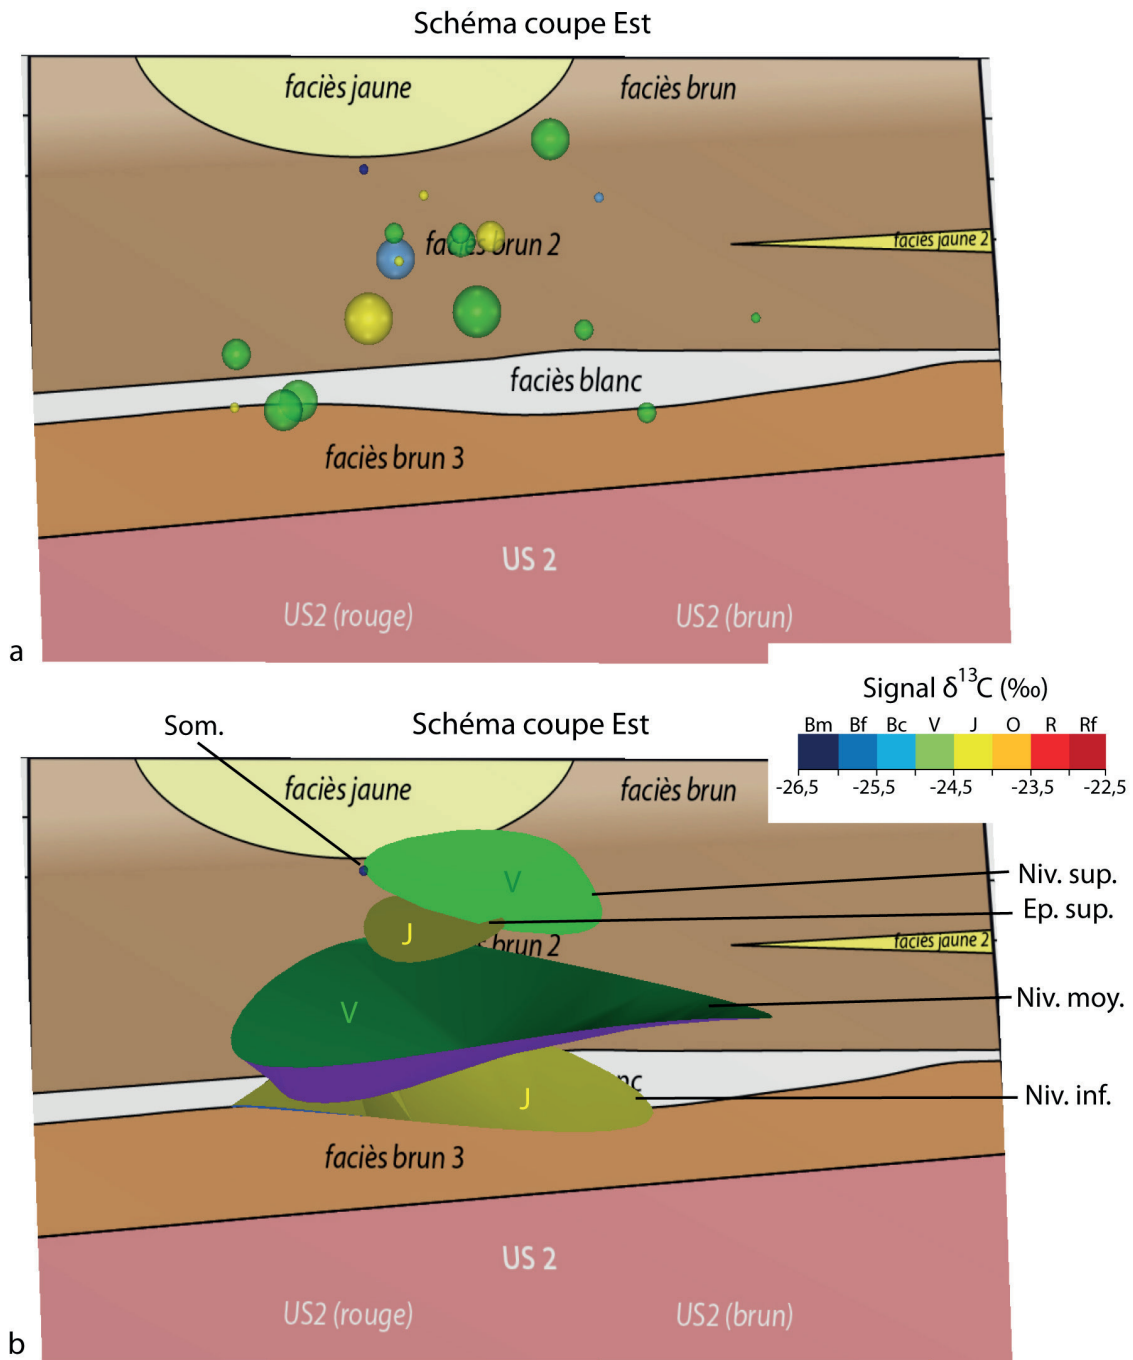 Schéma coupe Est
faciès jaune
faciès brun
faciès brun 2
faciès jaune 2
faciès blanc
faciès brun 3
US 2
US2 (rouge)
US2 (brun)
a
Signal δ13C (‰)
Bm Bf Bc V J O R Rf
-26,5 -25,5 -24,5 -23,5 -22,5
Som.
Schéma coupe Est
faciès jaune
faciès brun
V
Niv. sup.
Ep. sup.
J
brun 2
faciès jaune 2
V
Niv. moy.
nc
J
Niv. inf.
faciès brun 3
US 2
US2 (rouge)
US2 (brun)
b